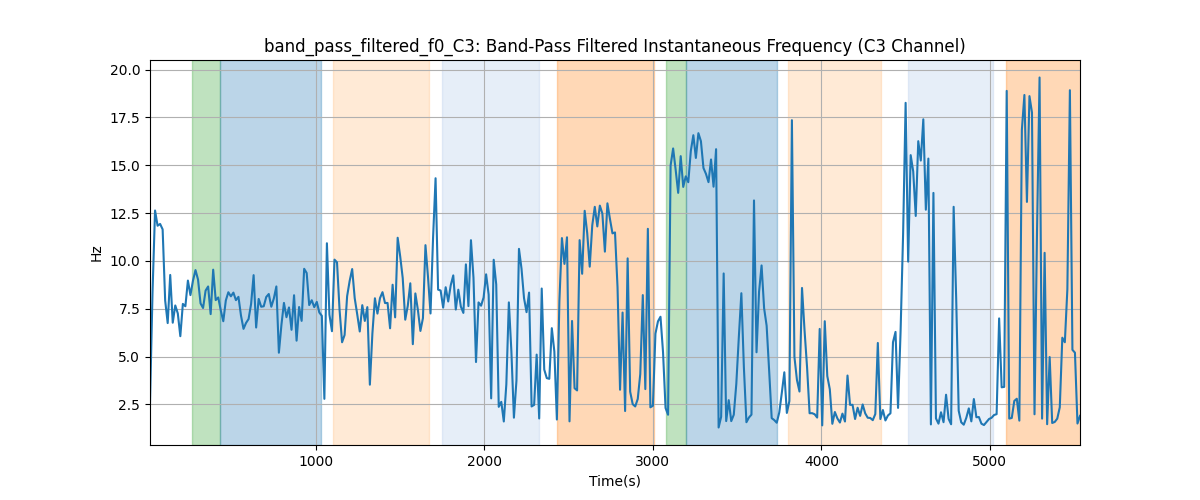 band_pass_filtered_f0_C3: Band-Pass Filtered Instantaneous Frequency (C3 Channel)
20.0
17.5
15.0
12.5
10.0
7.5
5.0
2.5
Hz
1000 2000 3000 4000 5000
Time(s)